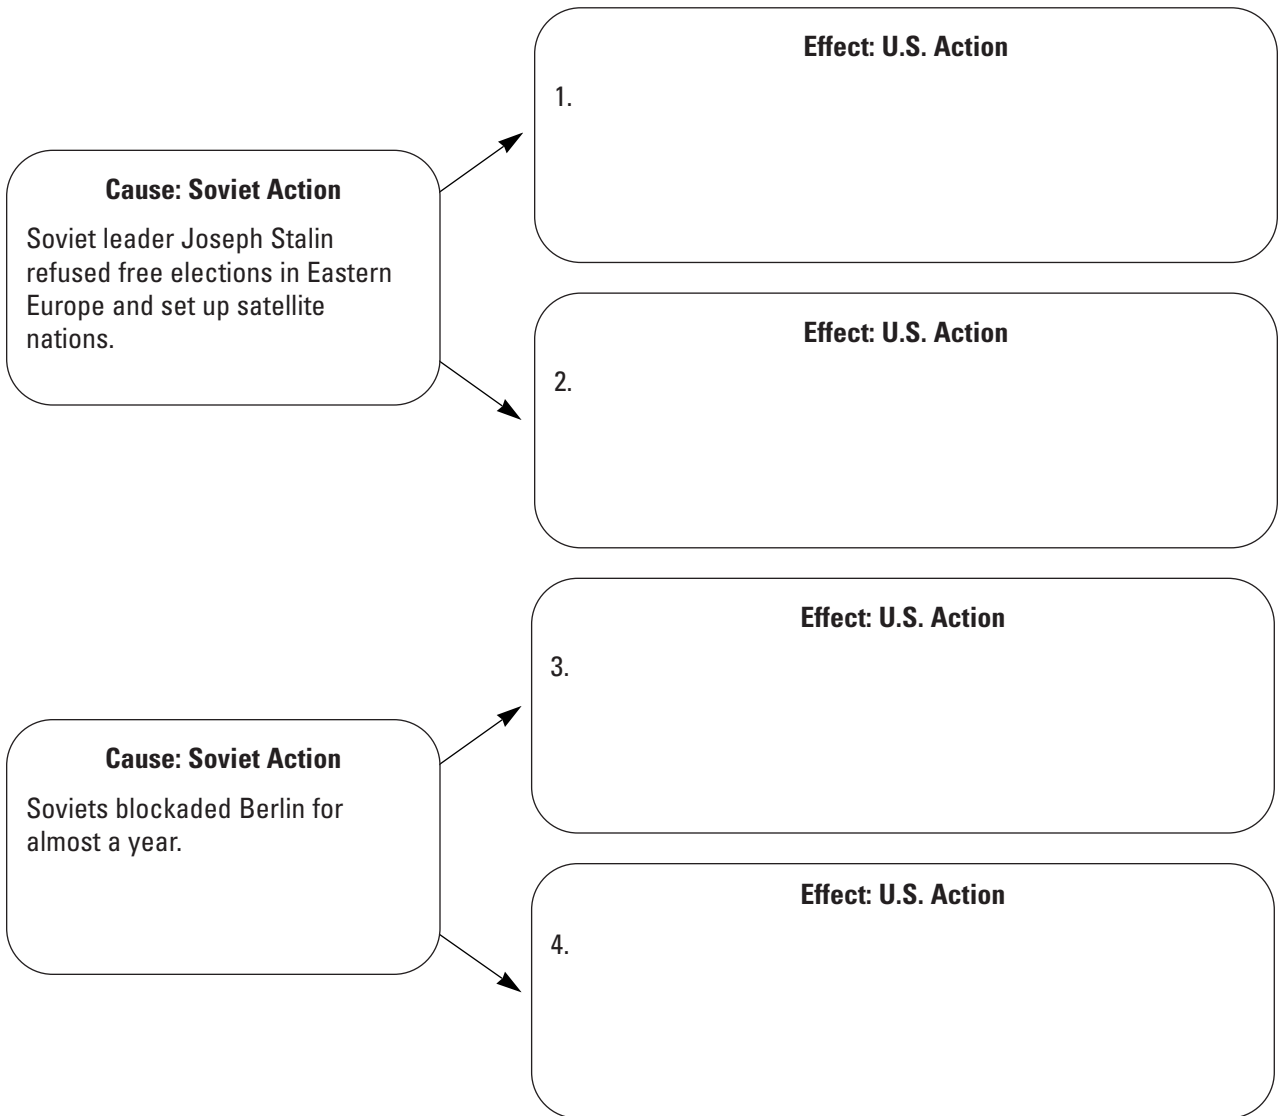 Effect: U.S. Action
1.
Cause: Soviet Action
Soviet leader Joseph Stalin
refused free elections in Eastern
Europe and set up satellite
nations.
Effect: U.S. Action
2.
Effect: U.S. Action
3.
Cause: Soviet Action
Soviets blockaded Berlin for
almost a year.
Effect: U.S. Action
4.